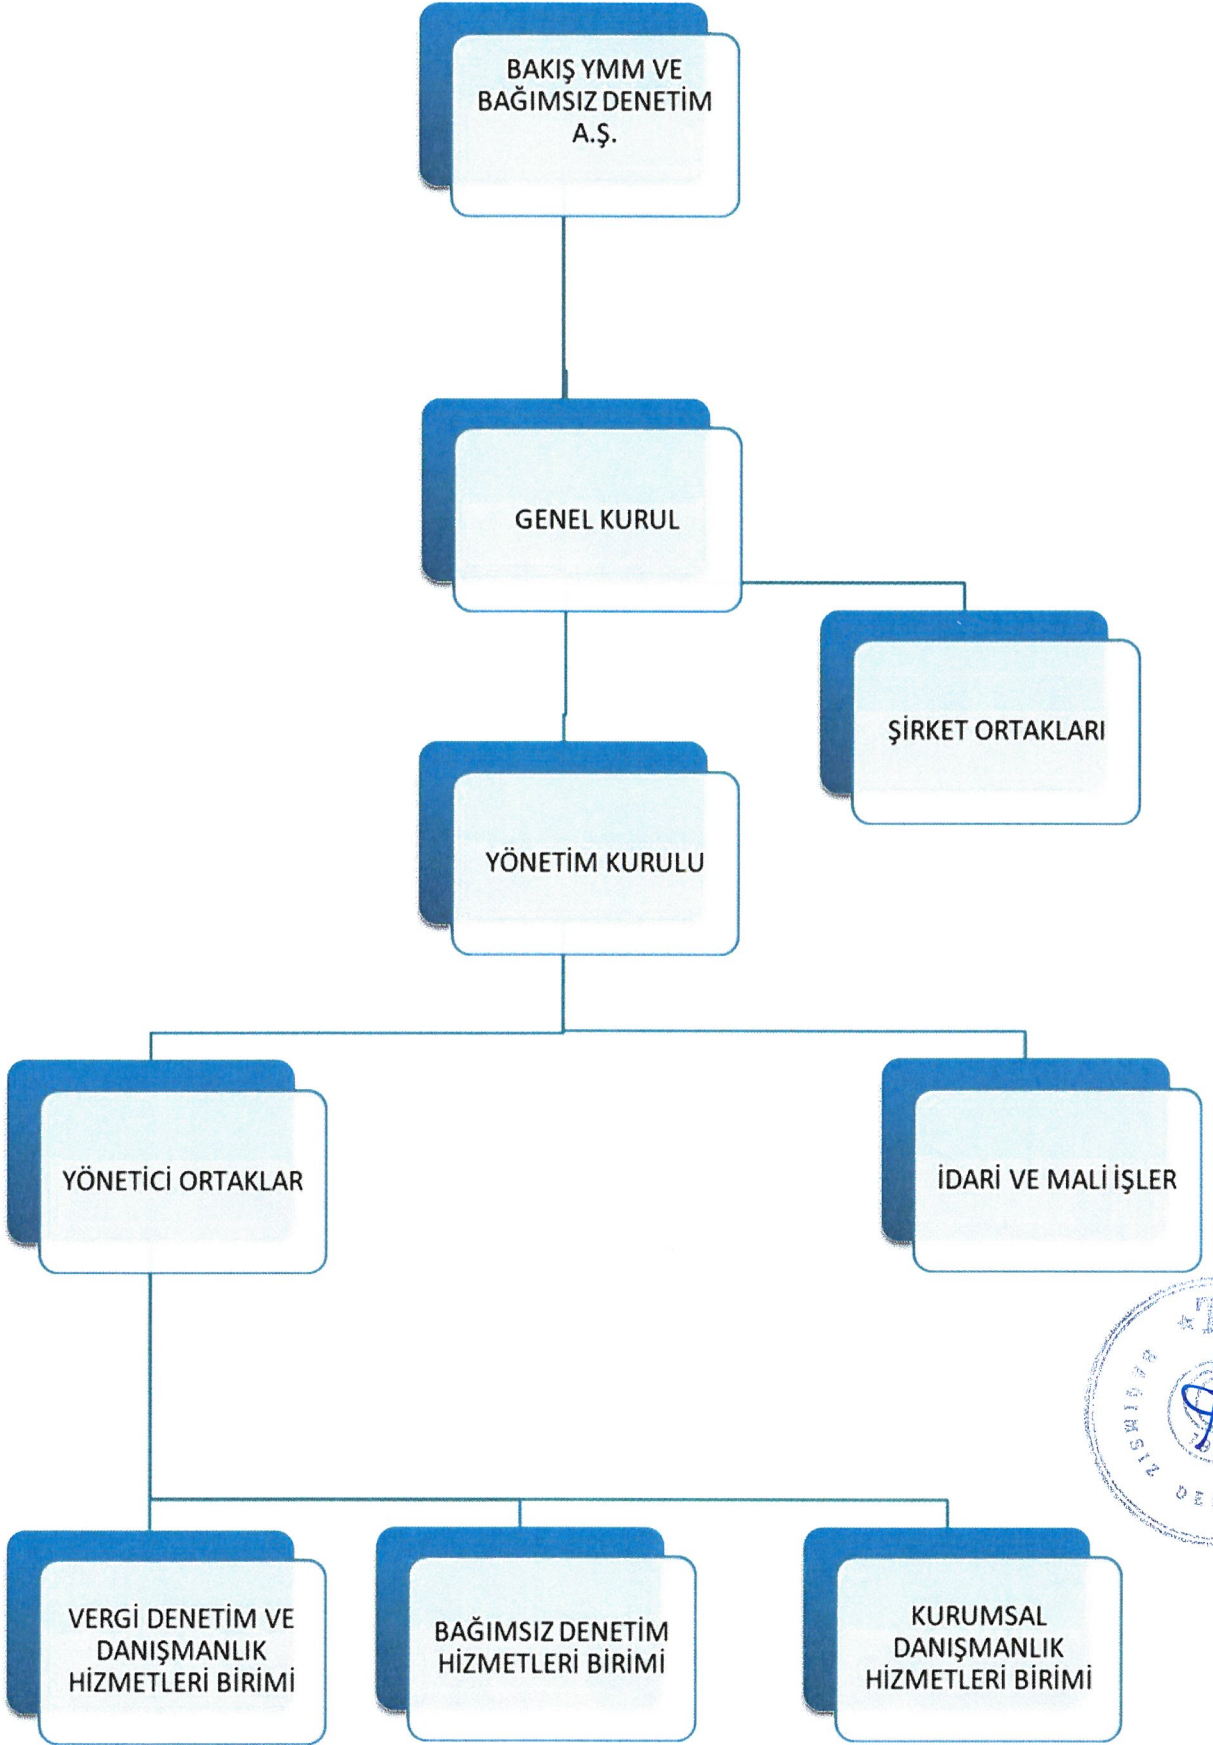 BAKIŞ YMM VE
BAĞIMSIZ DENETİM
A.Ş.
GENEL KURUL
ŞİRKET ORTAKLARI
YÖNETİM KURULU
YÖNETİCİ ORTAKLAR
İDARİ VE MALİ İŞLER
VERGİ DENETİM VE
DANIŞMANLIK
HİZMETLERİ BİRİMİ
BAĞIMSIZ DENETİM
HİZMETLERİ BİRİMİ
KURUMSAL
DANIŞMANLIK
HİZMETLERİ BİRİMİ